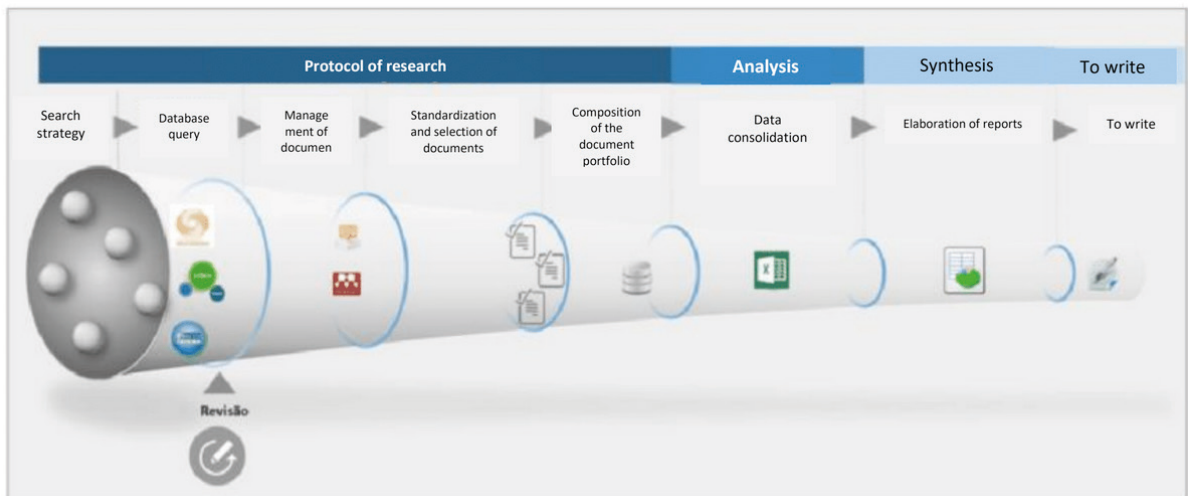 Protocol of research
Analysis
Synthesis
To write
Search
strategy
Database
query
Manage
ment of
documen
Standardization
and selection of
documents
Composition
of the
document
portfolio
Data
consolidation
Elaboration of reports
To write
X
Revisão